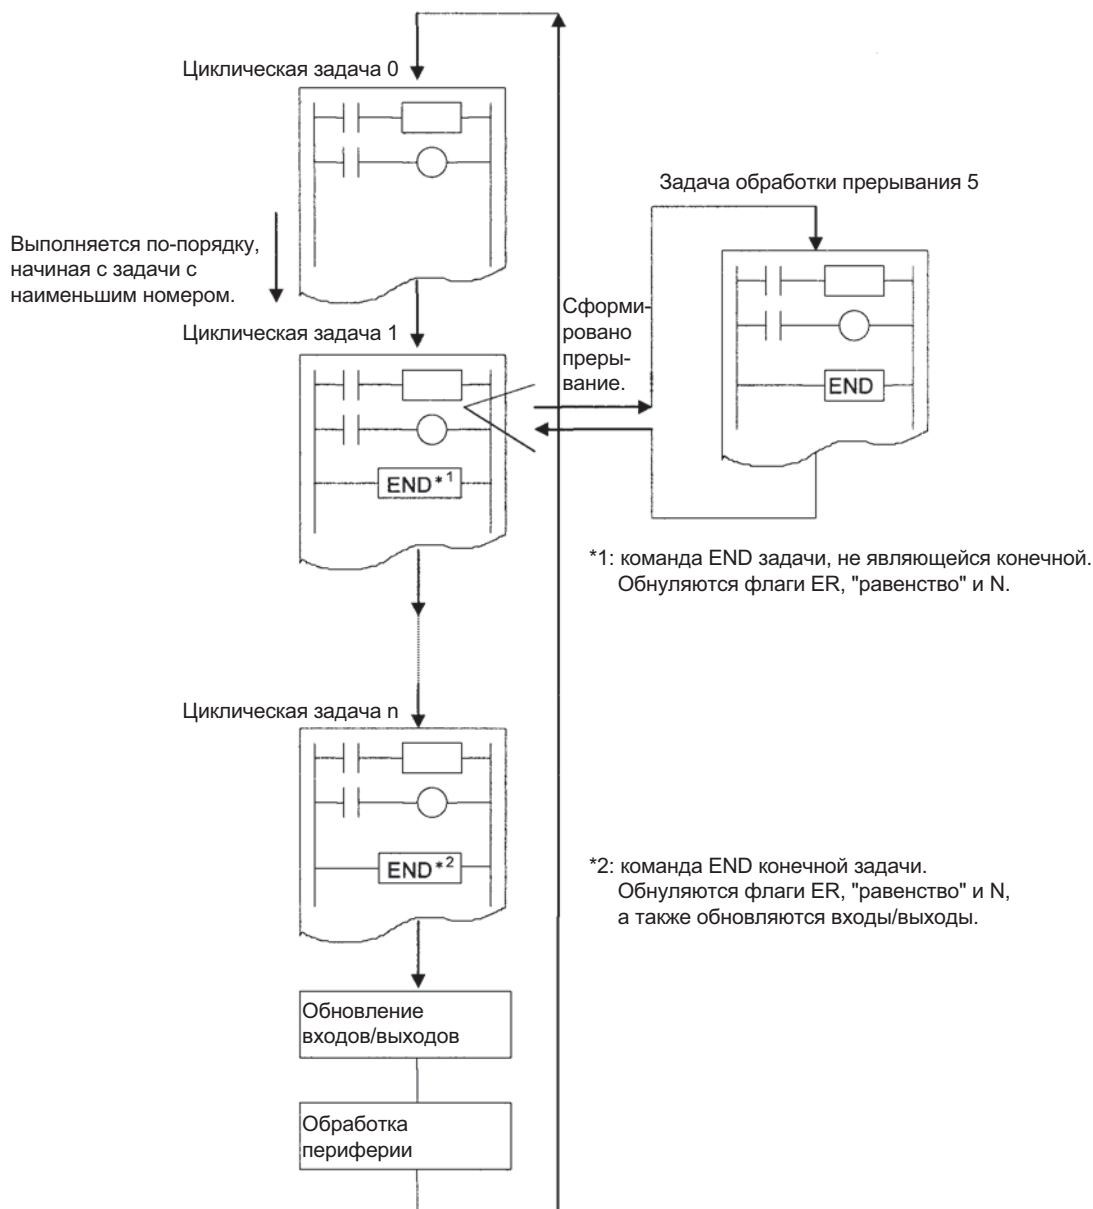 Циклическая задача 0
Задача обработки прерывания 5
Выполняется по-порядку,
начиная с задачи с
наименьшим номером.
Сформи-
ровано
преры-
вание.
Циклическая задача 1
END
END*1
*1: команда END задачи, не являющейся конечной.
Обнуляются флаги ER, "равенство" и N.
Циклическая задача n
END*2
*2: команда END конечной задачи.
Обнуляются флаги ER, "равенство" и N,
а также обновляются входы/выходы.
Обновление
входов/выходов
Обработка
периферии